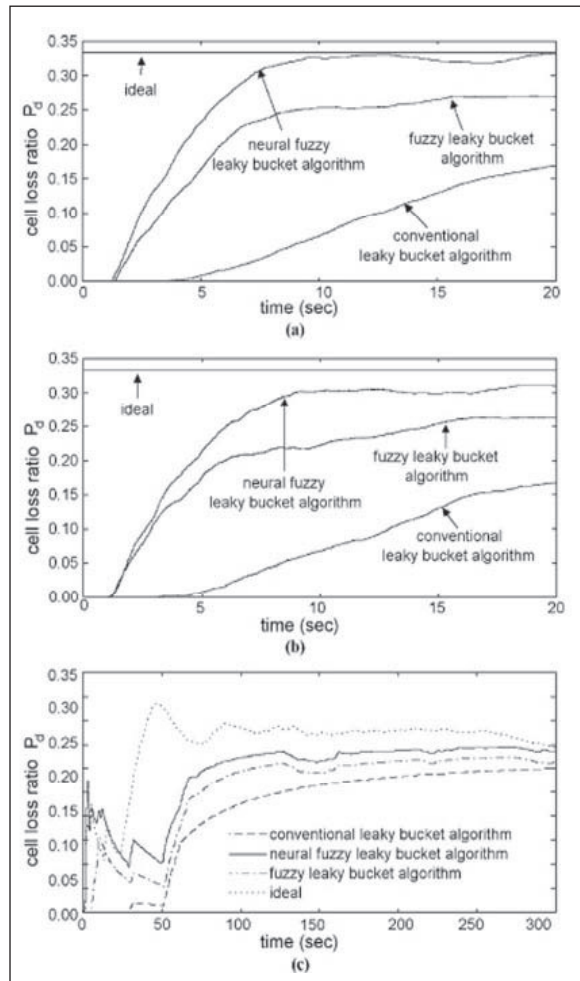 0.35
0.30
0.25
0.20
0.15
0.10
0.05
0.00
cell loss ratio Pd
ideal
neural fuzzy
leaky bucket algorithm
fuzzy leaky bucket
algorithm
conventional
leaky bucket algorithm
0 5 10 15 20
time (sec)
(a)
0.35
0.30
0.25
0.20
0.15
0.10
0.05
0.00
cell loss ratio Pd
ideal
neural fuzzy
leaky bucket algorithm
fuzzy leaky bucket
algorithm
conventional
leaky bucket algorithm
0 5 10 15 20
time (sec)
(b)
0.35
0.30
0.25
0.20
0.15
0.10
0.05
0.00
cell loss ratio Pd
conventional leaky bucket algorithm
neural fuzzy leaky bucket algorithm
fuzzy leaky bucket algorithm
ideal
0 50 100 150 200 250 300
time (sec)
(c)